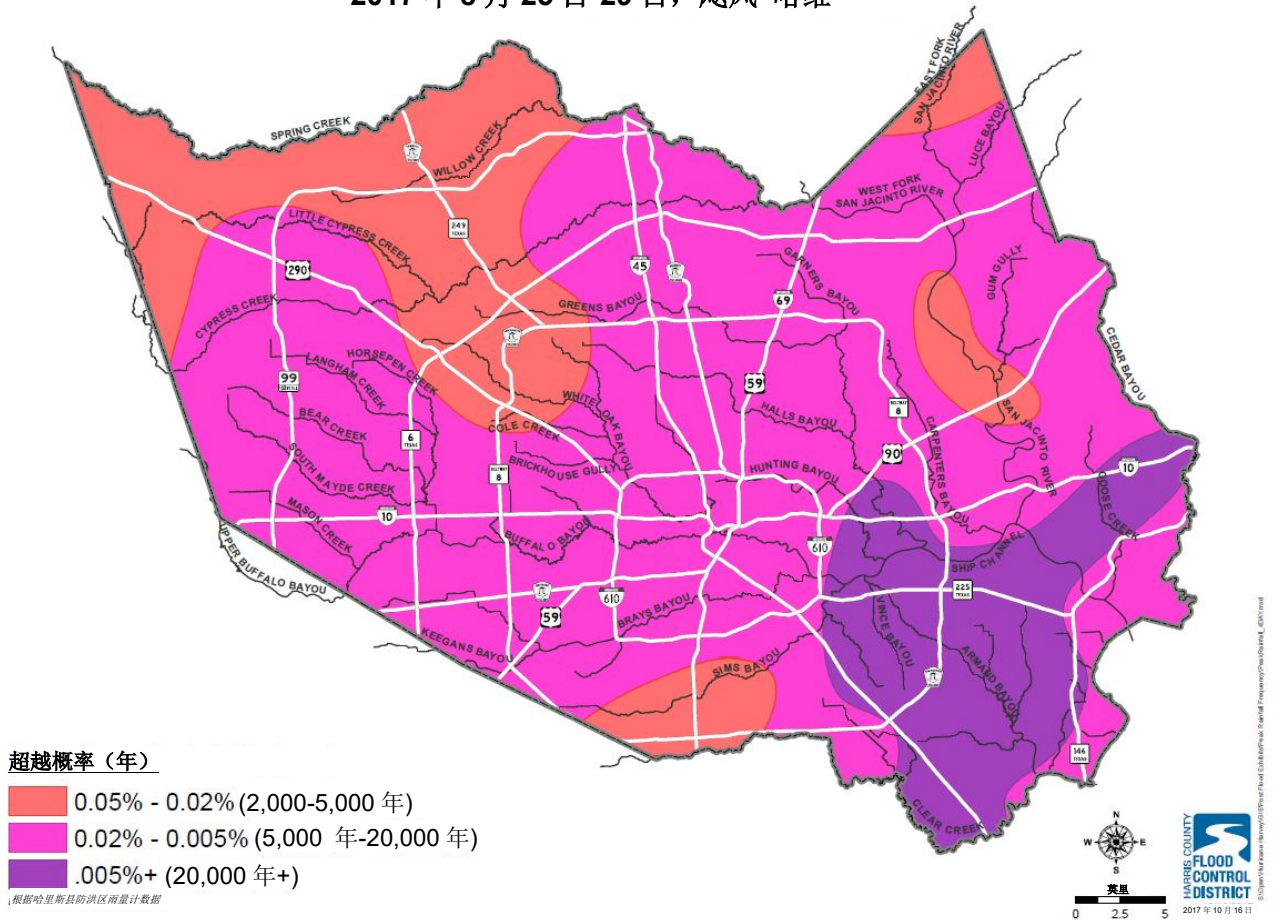 EAST FORK
SAN JACINTO RIVER
LUCE BAYOU
SPRING CREEK
WILLOW CREEK
WEST FORK
SAN JACINTO RIVER
LITTLE CYPRESS CREEK
249
TEXAS
290
45
GARNERS BAYOU
GUM GULLY
69
CYPRESS CREEK
GREENS BAYOU
CEDAR BAYOU
HORSEPEN CREEK
LANGHAM CREEK
99
59
WHITE OAK BAYOU
HALLS BAYOU
BELTWAY
8
BEAR CREEK
6
TEXAS
COLE CREEK
CARPENTERS BAYOU
SAN JACINTO RIVER
90
SOUTH MAYDE CREEK
BELTWAY
8
BRICKHOUSE GULLY
HUNTING BAYOU
10
GOOSE CREEK
MASON CREEK
10
BUFFALO BAYOU
610
SHIP CHANNEL
UPPER BUFFALO BAYOU
59
610
BRAYS BAYOU
225
TEXAS
VINCE BAYOU
KEEGANS BAYOU
SIMS BAYOU
ARMAND BAYOU
146
TEXAS
CLEAR CREEK
超越概率（年）
0.05% - 0.02% (2,000-5,000 年)
0.02% - 0.005% (5,000 年-20,000 年)
.005%+ (20,000 年+)
根据哈里斯县防洪区雨量计数据
N
W E
S
英里
0 2.5 5
HARRIS COUNTY
FLOOD
CONTROL
DISTRICT
2017 年 10 月 16 日